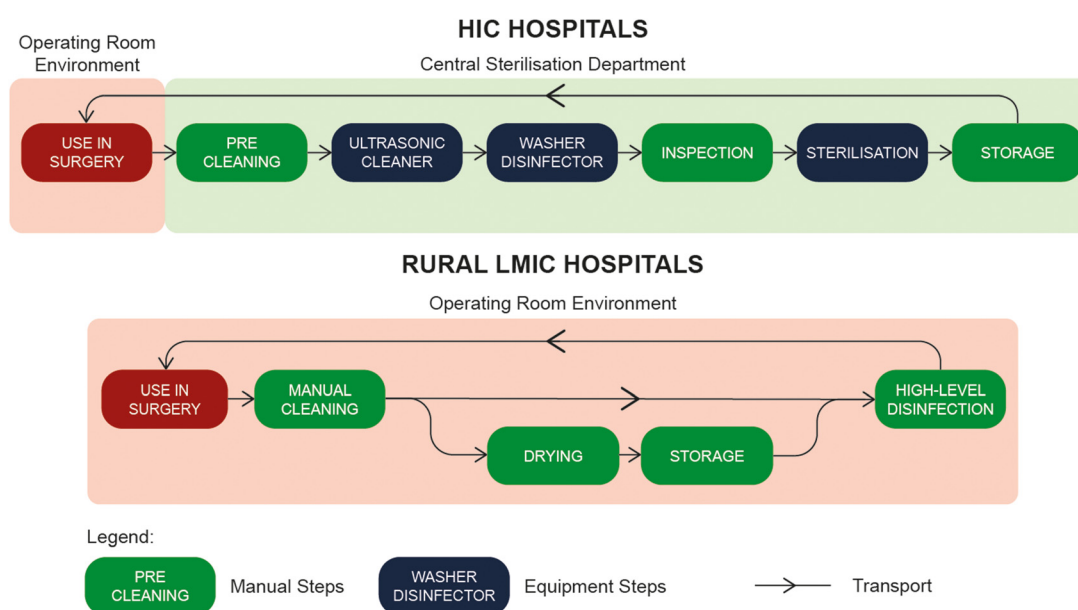 HIC HOSPITALS
Operating Room
Environment
Central Sterilisation Department
USE IN
SURGERY
PRE
CLEANING
ULTRASONIC
CLEANER
WASHER
DISINFECTOR
INSPECTION
STERILISATION
STORAGE
RURAL LMIC HOSPITALS
Operating Room Environment
USE IN
SURGERY
MANUAL
CLEANING
DRYING
STORAGE
HIGH-LEVEL
DISINFECTION
Legend:
PRE
CLEANING
Manual Steps
WASHER
DISINFECTOR
Equipment Steps
Transport